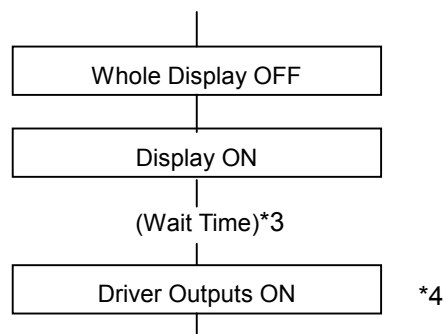 Whole Display OFF
Display ON
(Wait Time)*3
Driver Outputs ON *4